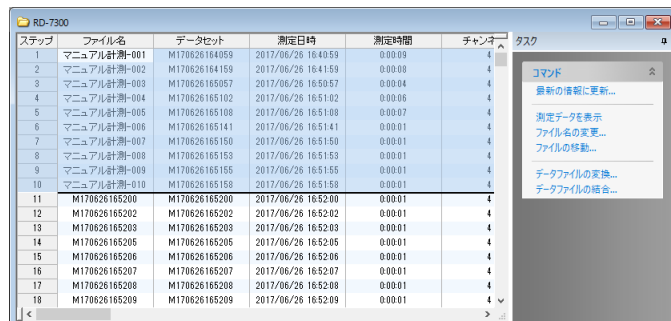 RD-7300
ステップ ファイル名 データセット 測定日時 測定時間 チャンネ
1 マニュアル計測-001 M170626164059 2017/06/26 16:40:59 0:00:09 4
2 マニュアル計測-002 M170626164159 2017/06/26 16:41:59 0:00:08 4
3 マニュアル計測-003 M170626165057 2017/06/26 16:50:57 0:00:04 4
4 マニュアル計測-004 M170626165102 2017/06/26 16:51:02 0:00:06 4
5 マニュアル計測-005 M170626165108 2017/06/26 16:51:08 0:00:07 4
6 マニュアル計測-006 M170626165141 2017/06/26 16:51:41 0:00:01 4
7 マニュアル計測-007 M170626165150 2017/06/26 16:51:50 0:00:01 4
8 マニュアル計測-008 M170626165153 2017/06/26 16:51:53 0:00:01 4
9 マニュアル計測-009 M170626165155 2017/06/26 16:51:55 0:00:01 4
10 マニュアル計測-010 M170626165158 2017/06/26 16:51:58 0:00:01 4
11 M170626165200 M170626165200 2017/06/26 16:52:00 0:00:01 4
12 M170626165202 M170626165202 2017/06/26 16:52:02 0:00:01 4
13 M170626165203 M170626165203 2017/06/26 16:52:03 0:00:01 4
14 M170626165205 M170626165205 2017/06/26 16:52:05 0:00:01 4
15 M170626165206 M170626165206 2017/06/26 16:52:06 0:00:01 4
16 M170626165207 M170626165207 2017/06/26 16:52:07 0:00:01 4
17 M170626165208 M170626165208 2017/06/26 16:52:08 0:00:01 4
18 M170626165209 M170626165209 2017/06/26 16:52:09 0:00:01 4
タスク
コマンド
最新の情報に更新...
測定データを表示
ファイル名の変更...
ファイルの移動...
データファイルの変換...
データファイルの結合...